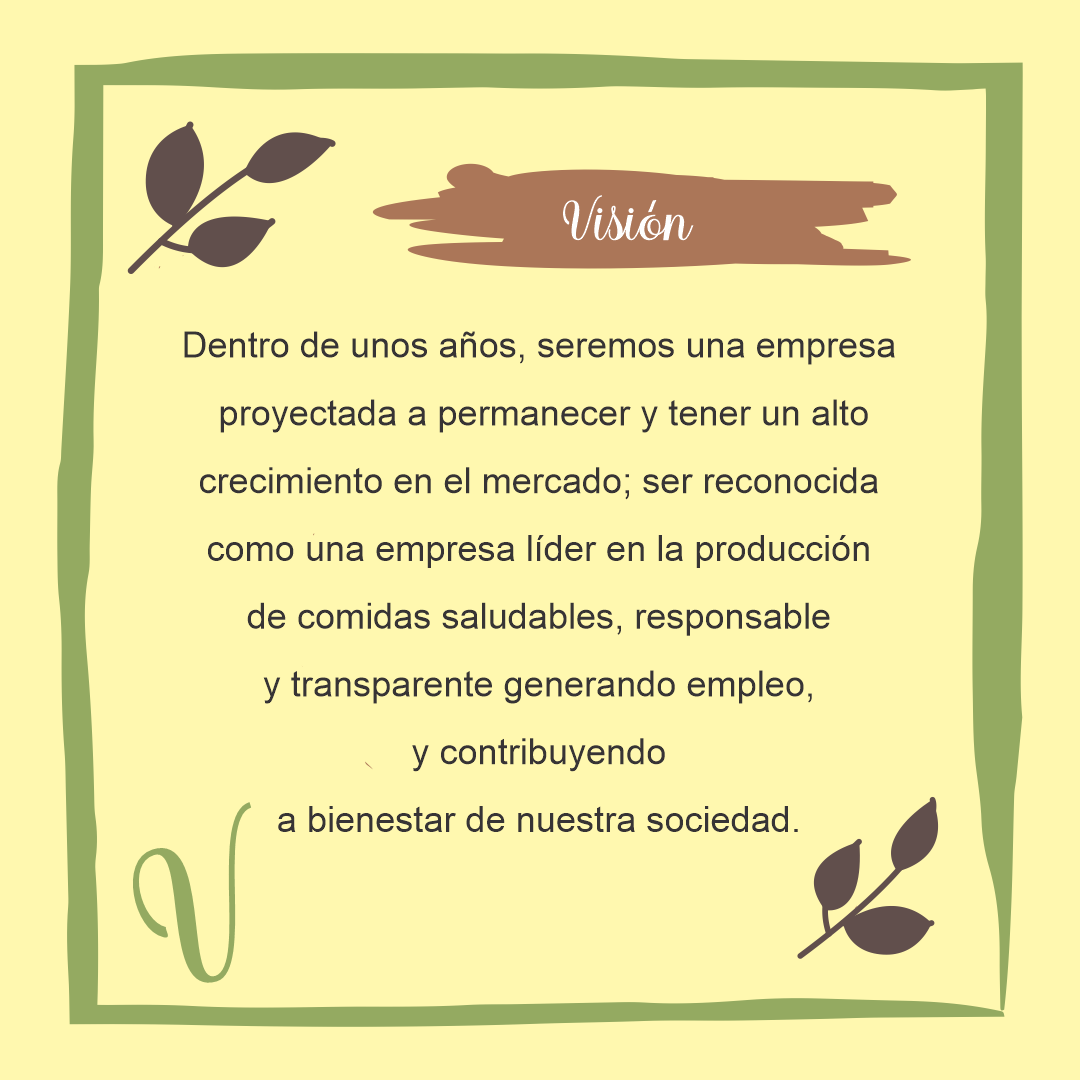 Visión
Dentro de unos años, seremos una empresa
proyectada a permanecer y tener un alto
crecimiento en el mercado; ser reconocida
como una empresa líder en la producción
de comidas saludables, responsable
y transparente generando empleo,
y contribuyendo
a bienestar de nuestra sociedad.
V